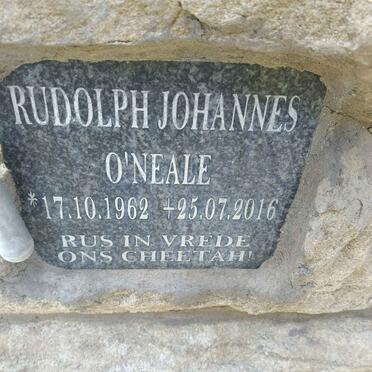 RUDOLPH JOHANNES
O'NEALE
*17.10.1962 +25.07.2016
RUS IN VREDE
ONS CHEETAH!